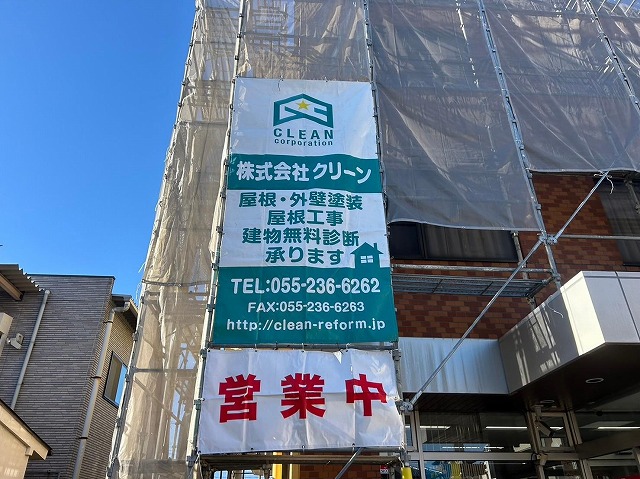 CLEAN
corporation
株式会社 クリーン
屋根・外壁塗装
屋根工事
建物無料診断
承ります
TEL:055-236-6262
FAX:055-236-6263
http://clean-reform.jp
営業中